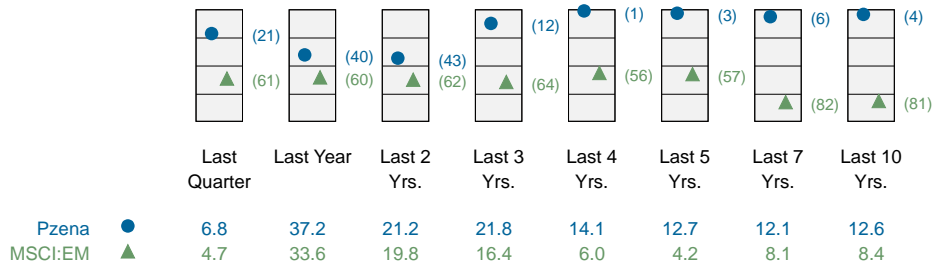 (21) (40) (43) (12) (1) (3) (6) (4)
(61) (60) (62) (64) (56) (57) (82) (81)
Last Last Year Last 2 Last 3 Last 4 Last 5 Last 7 Last 10
Quarter Yrs. Yrs. Yrs. Yrs. Yrs. Yrs.
Pzena 6.8 37.2 21.2 21.8 14.1 12.7 12.1 12.6
MSCI:EM 4.7 33.6 19.8 16.4 6.0 4.2 8.1 8.4